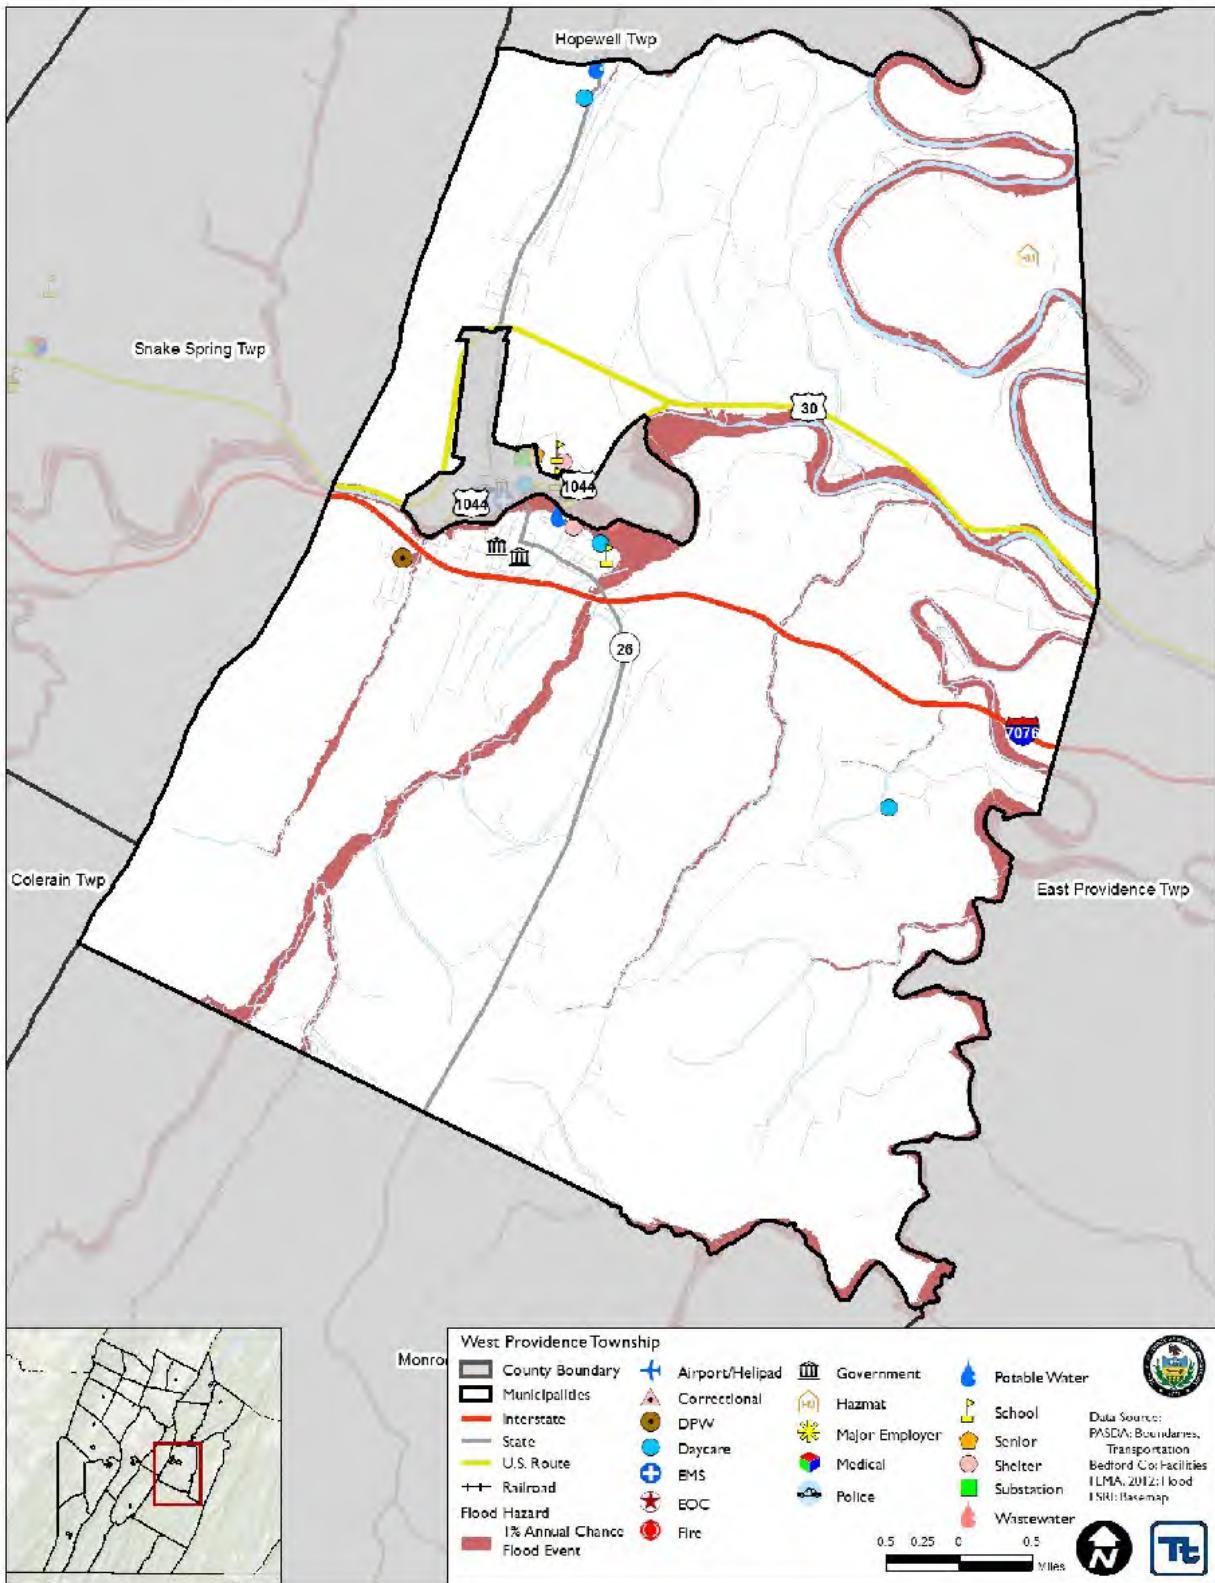 Hopewell Twp
Snake Spring Twp
30
1044
1044
26
7076
Colerain Twp
East Providence Twp
Monro
West Providence Township
County Boundary
Municipalities
Interstate
State
U.S. Route
Railroad
Flood Hazard
1% Annual Chance
Flood Event
Airport/Helipad
Correctional
DPW
Daycare
EMS
EOC
Fire
Government
Hazmat
Major Employer
Medical
Police
Potable Water
School
Senior
Shelter
Substation
Wastewater
Data Source:
PASDA: Boundaries,
Transportation
Bedford Co: Facilities
FEMA, 2012: Flood
ESRI: Basemap
0.5 0.25 0 0.5
Miles
N
Tt